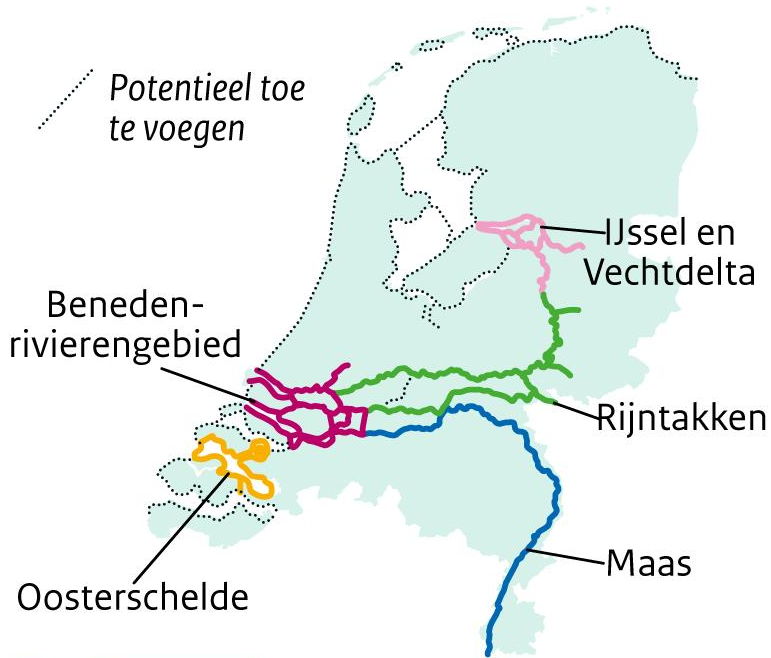 Potentieel toe
te voegen
IJssel en
Vechtdelta
Beneden-
rivierengebied
Rijntakken
Maas
Oosterschelde